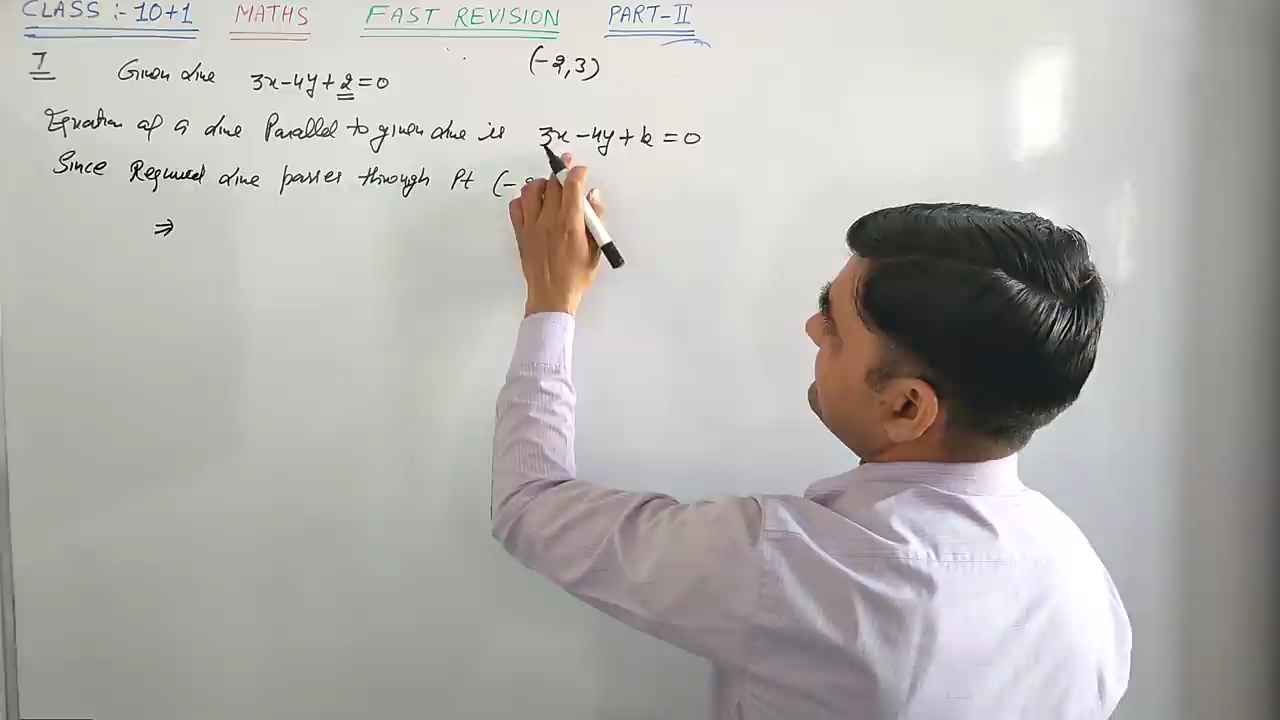 CLASS :- 10+1 MATHS FAST REVISION PART-II
7 Given line 3x-4y+2=0 (-2,3)
Equation of a line Parallel to given line is 3x-4y+k=0
Since Required line passes through Pt (-2
⇒